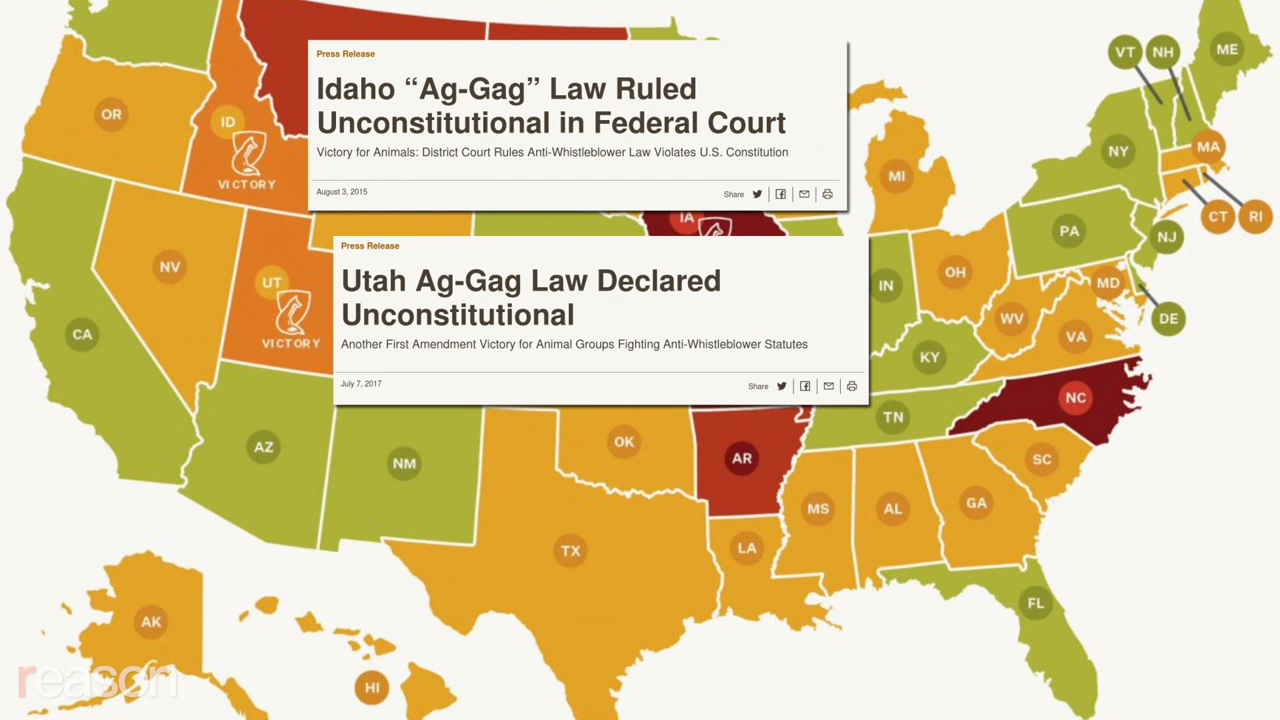 Press Release
Idaho “Ag-Gag” Law Ruled
Unconstitutional in Federal Court
Victory for Animals: District Court Rules Anti-Whistleblower Law Violates U.S. Constitution
August 3, 2015
Share
Press Release
Utah Ag-Gag Law Declared
Unconstitutional
Another First Amendment Victory for Animal Groups Fighting Anti-Whistleblower Statutes
July 7, 2017
Share
VT
NH
ME
OR
ID
VICTORY
MI
NY
MA
IA
CT
RI
PA
NJ
NV
UT
VICTORY
IN
OH
MD
WV
DE
CA
VA
KY
NC
TN
AZ
NM
OK
AR
SC
MS
AL
GA
TX
LA
FL
AK
HI
reason